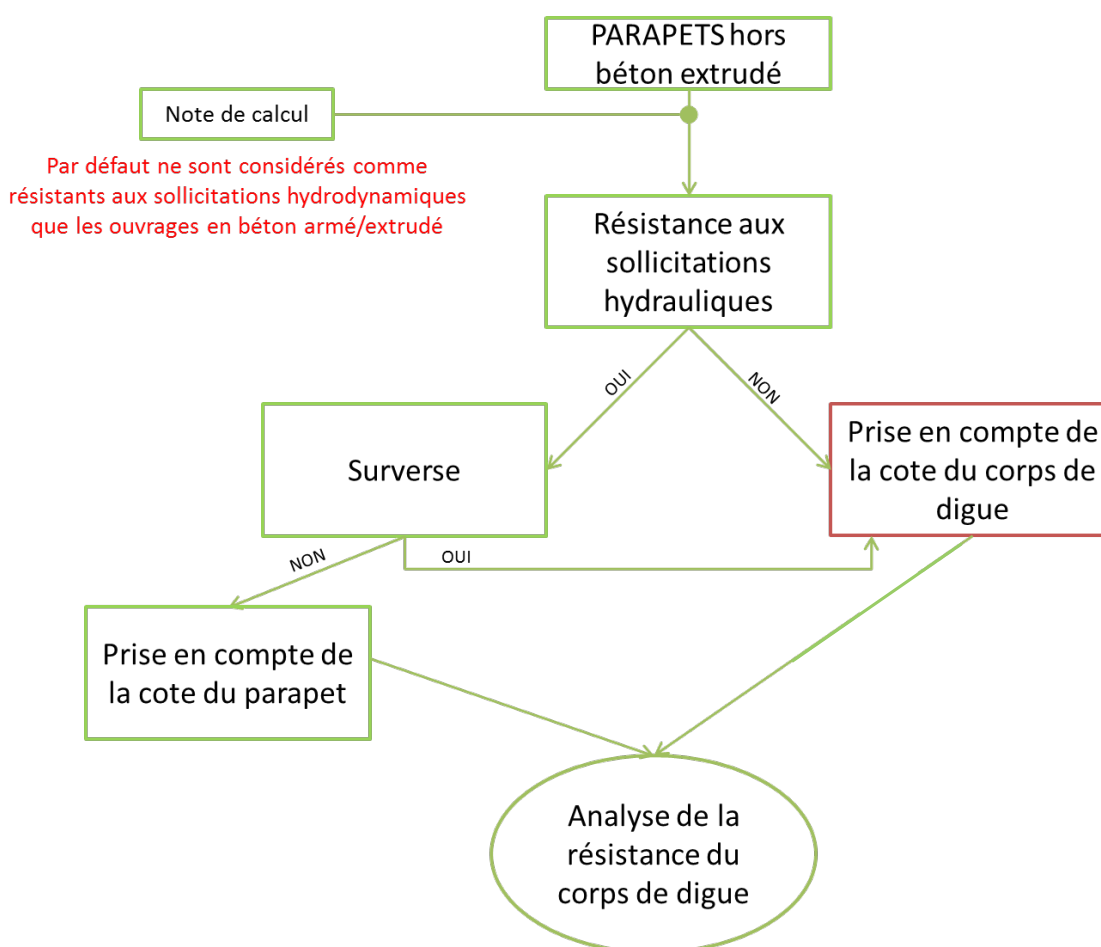 PARAPETS hors
béton extrudé
Note de calcul
Par défaut ne sont considérés comme
résistants aux sollicitations hydrodynamiques
que les ouvrages en béton armé/extrudé
Résistance aux
sollicitations
hydrauliques
OUI
NON
Surverse
Prise en compte de
la cote du corps de
digue
NON
OUI
Prise en compte de
la cote du parapet
Analyse de la
résistance du
corps de digue